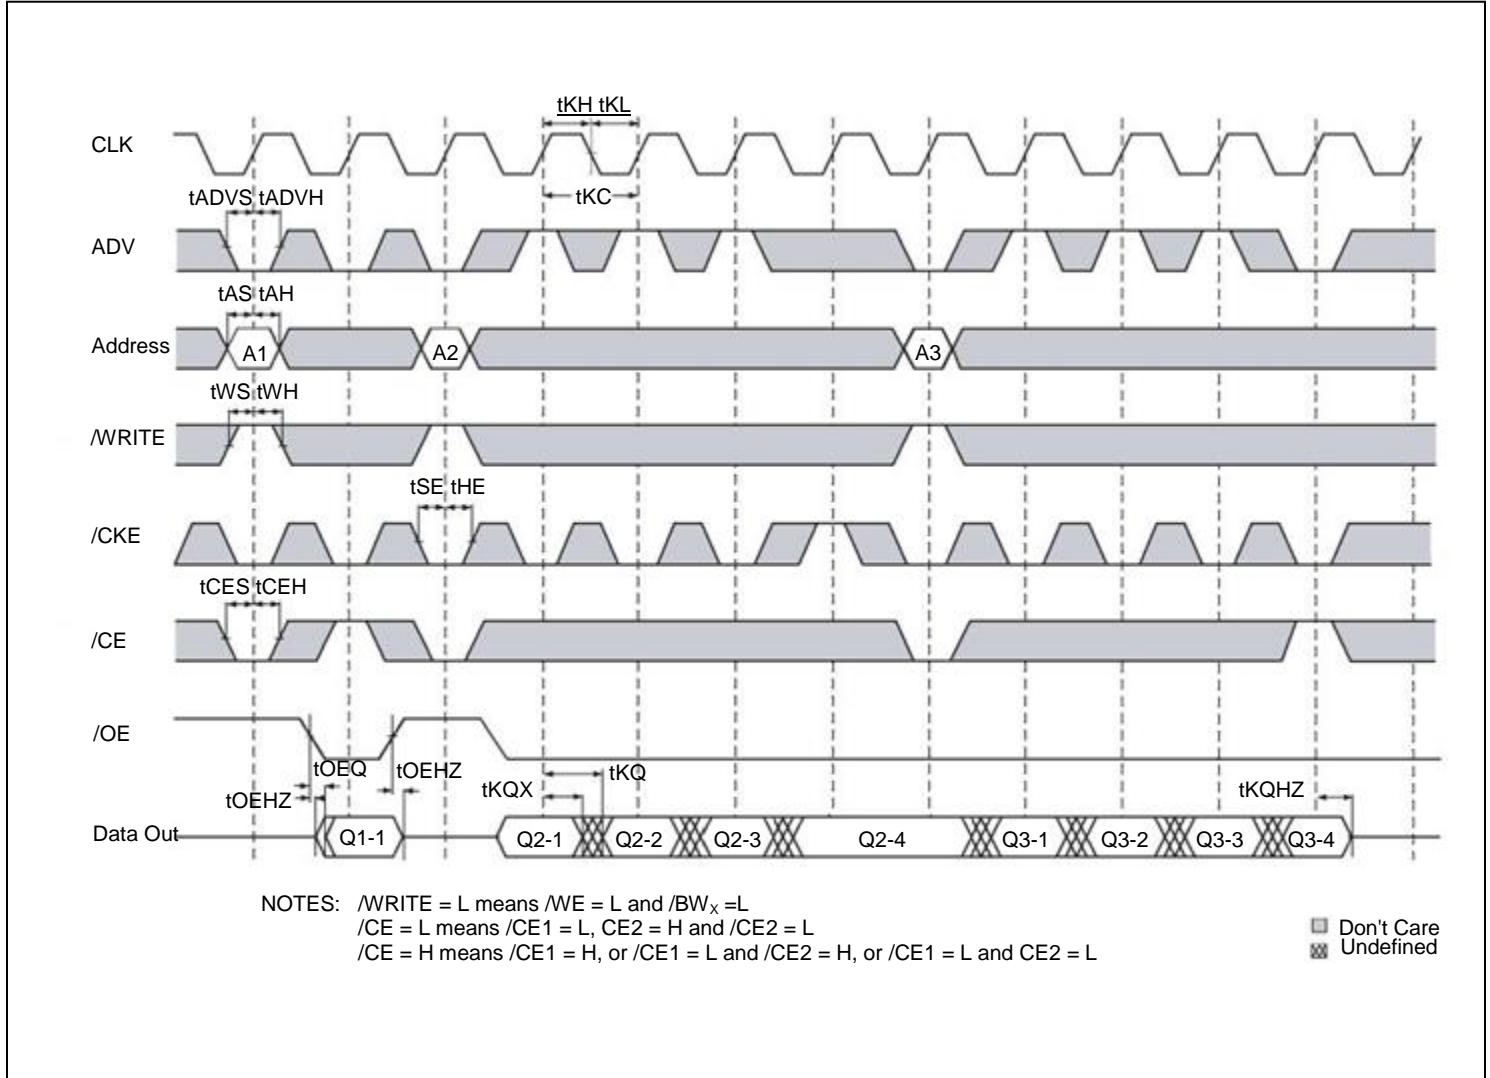 tKH tKL
CLK
tKC
tADVS tADVH
ADV
tAS tAH
Address A1 A2 A3
tWS tWH
/WRITE
tSE tHE
/CKE
tCES tCEH
/CE
/OE
tOEQ tOEHZ tKQ
tOEHZ tKQX tKQHZ
Data Out Q1-1 Q2-1 Q2-2 Q2-3 Q2-4 Q3-1 Q3-2 Q3-3 Q3-4
NOTES: /WRITE = L means /WE = L and /BWX =L
/CE = L means /CE1 = L, CE2 = H and /CE2 = L
/CE = H means /CE1 = H, or /CE1 = L and /CE2 = H, or /CE1 = L and CE2 = L
Don't Care
Undefined